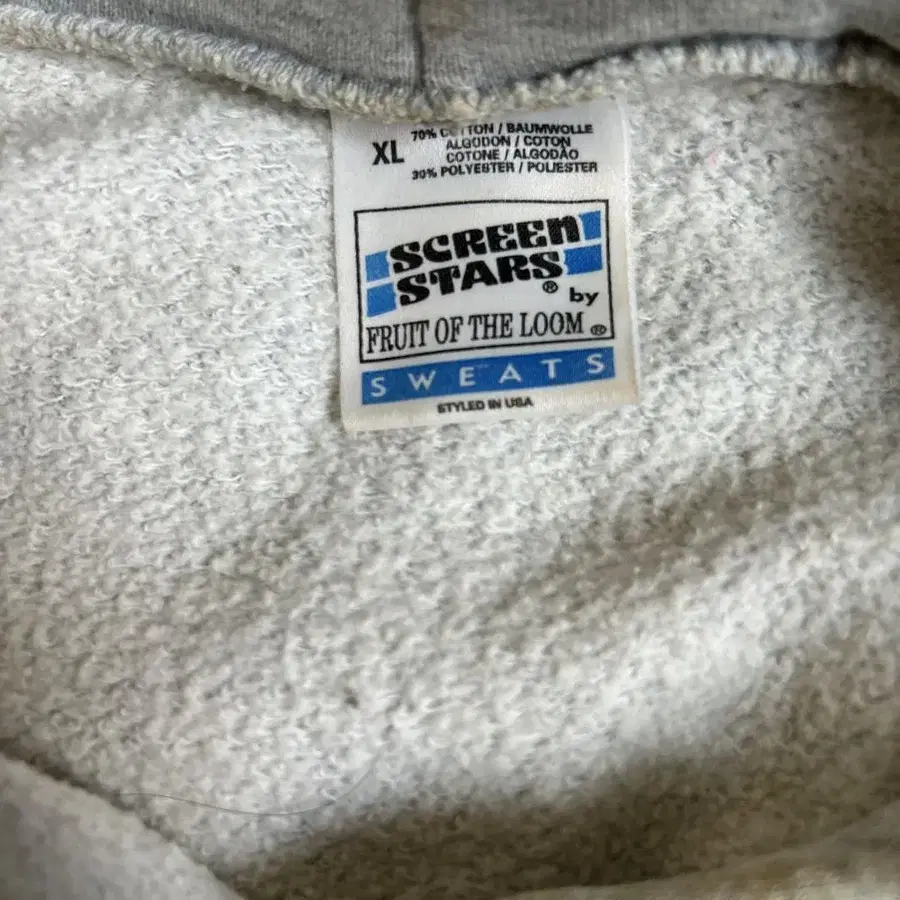 XL
70% COTTON / BAUMWOLLE
ALGODON / COTON
COTONE / ALGODÃO
30% POLYESTER / POLIESTER
SCREEN
STARS®
by
FRUIT OF THE LOOM®
SWEATS
STYLED IN USA